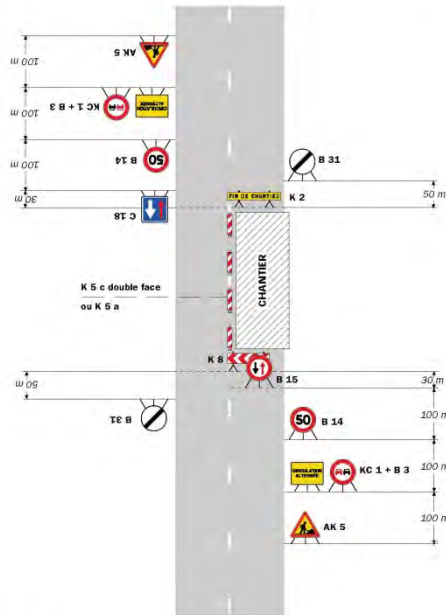 AK 5
100 m
KC 1 + B 3
CIRCULATION
ALTERNÉE
100 m
50
B 14
100 m
B 31
C 18
30 m
FIN DE CHANTIER
K 2
50 m
CHANTIER
K 5 c double face
ou K 5 a
K 8
B 15
30 m
50 m
B 31
50
B 14
100 m
CIRCULATION
ALTERNÉE
KC 1 + B 3
100 m
AK 5
100 m